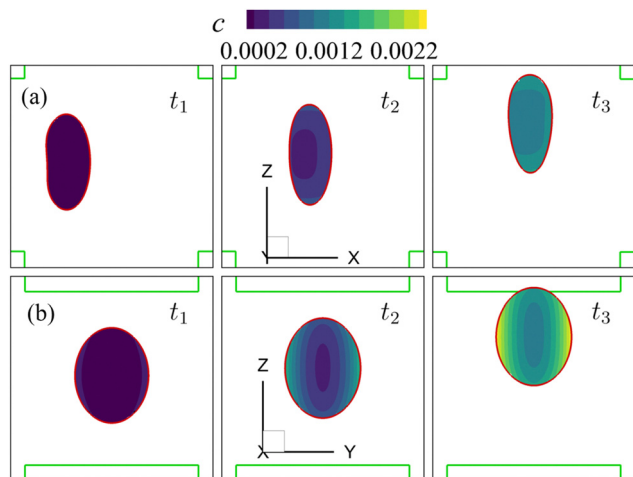 c
0.0002 0.0012 0.0022
(a) t₁ t₂ t₃
Z
Y X
(b) t₁ t₂ t₃
Z
X Y